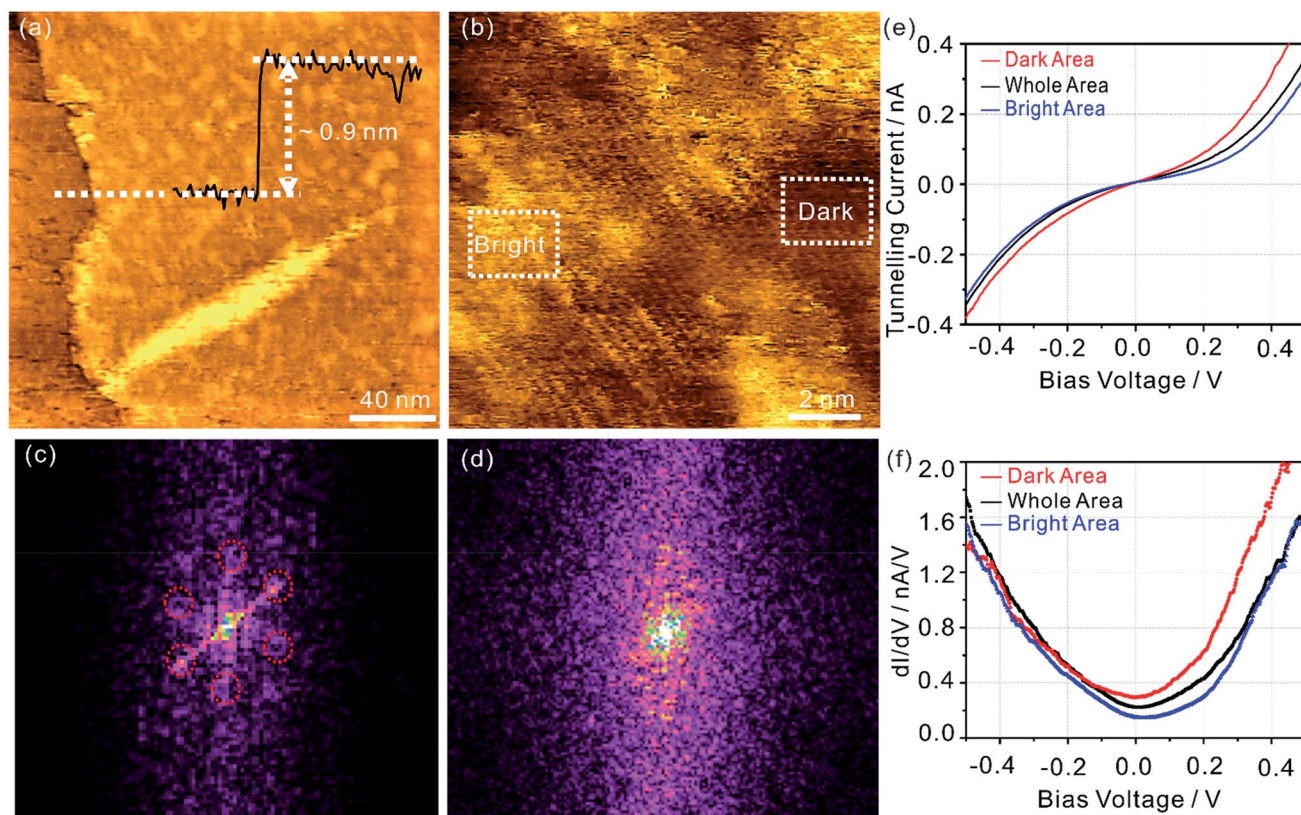 (a)
~ 0.9 nm
40 nm
(b)
Bright
Dark
2 nm
(c)
(d)
(e)
Dark Area
Whole Area
Bright Area
Tunnelling Current / nA
0.4
0.2
0.0
-0.2
-0.4
-0.4 -0.2 0.0 0.2 0.4
Bias Voltage / V
(f)
Dark Area
Whole Area
Bright Area
dI/dV / nA/V
2.0
1.6
1.2
0.8
0.4
0.0
-0.4 -0.2 0.0 0.2 0.4
Bias Voltage / V